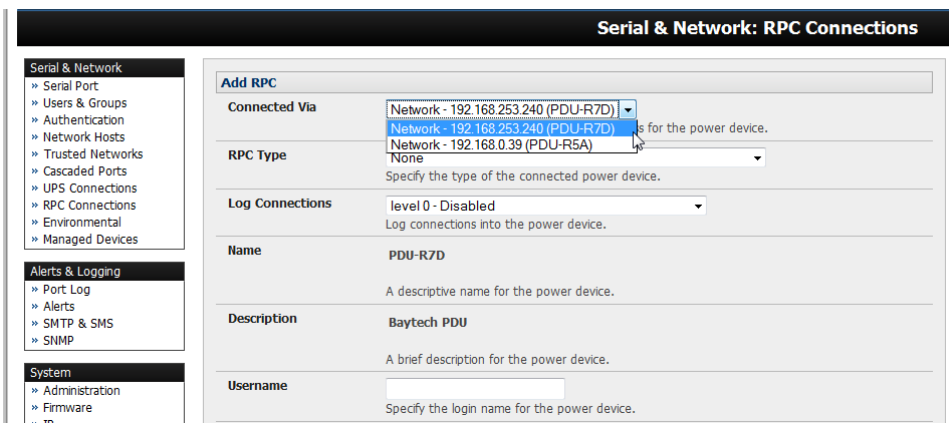 Serial & Network: RPC Connections
Serial & Network
» Serial Port
» Users & Groups
» Authentication
» Network Hosts
» Trusted Networks
» Cascaded Ports
» UPS Connections
» RPC Connections
» Environmental
» Managed Devices
Alerts & Logging
» Port Log
» Alerts
» SMTP & SMS
» SNMP
System
» Administration
» Firmware
Add RPC
Connected Via
Network - 192.168.253.240 (PDU-R7D)
Network - 192.168.253.240 (PDU-R7D)
s for the power device.
Network - 192.168.0.39 (PDU-R5A)
RPC Type
None
Specify the type of the connected power device.
Log Connections
level 0 - Disabled
Log connections into the power device.
Name
PDU-R7D
A descriptive name for the power device.
Description
Baytech PDU
A brief description for the power device.
Username
Specify the login name for the power device.